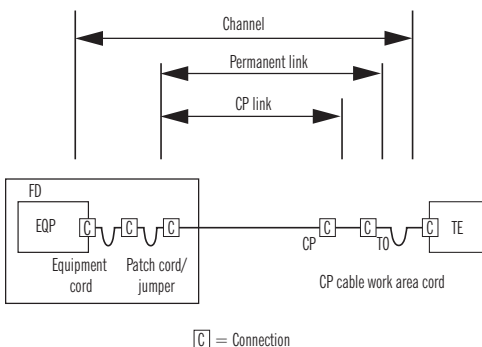 Channel
Permanent link
CP link
FD
EQP
C
C
C
C
C
C
TE
CP
TO
Equipment
cord
Patch cord/
jumper
CP cable work area cord
C = Connection